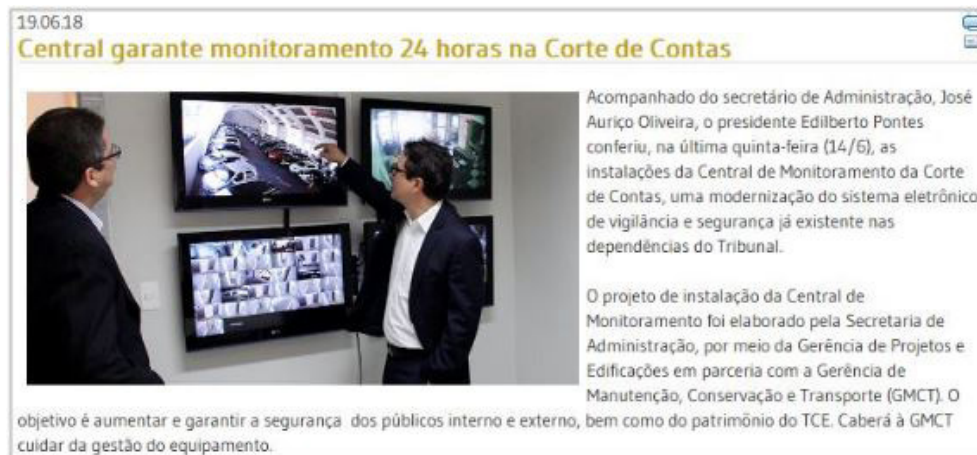 19.06.18
Central garante monitoramento 24 horas na Corte de Contas
Acompanhado do secretário de Administração, José
Auriço Oliveira, o presidente Edilberto Pontes
conferiu, na última quinta-feira (14/6), as
instalações da Central de Monitoramento da Corte
de Contas, uma modernização do sistema eletrônico
de vigilância e segurança já existente nas
dependências do Tribunal.
O projeto de instalação da Central de
Monitoramento foi elaborado pela Secretaria de
Administração, por meio da Gerência de Projetos e
Edificações em parceria com a Gerência de
Manutenção, Conservação e Transporte (GMCT). O
objetivo é aumentar e garantir a segurança dos públicos interno e externo, bem como do patrimônio do TCE. Caberá à GMCT
cuidar da gestão do equipamento.